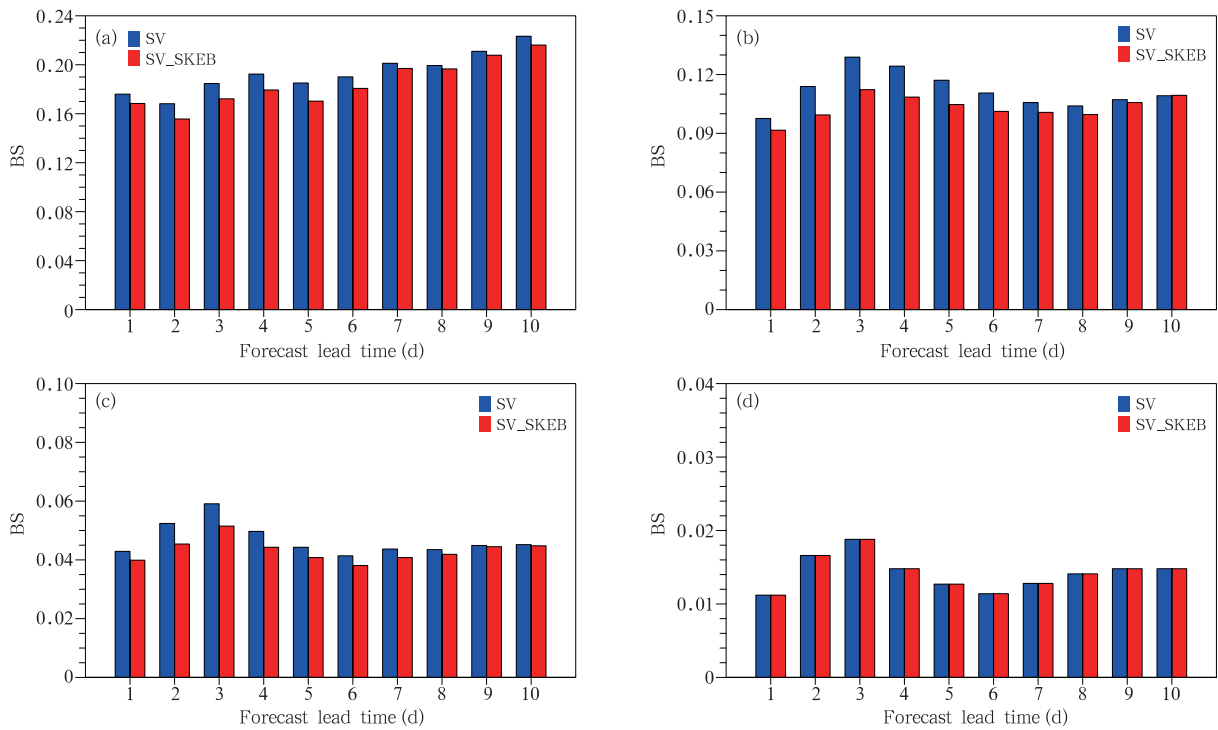 (a)
SV
SV_SKEB
0.24
0.20
0.16
0.12
0.08
0.04
0
BS
1 2 3 4 5 6 7 8 9 10
Forecast lead time (d)
(b)
SV
SV_SKEB
0.15
0.12
0.09
0.06
0.03
0
BS
1 2 3 4 5 6 7 8 9 10
Forecast lead time (d)
(c)
SV
SV_SKEB
0.10
0.08
0.06
0.04
0.02
0
BS
1 2 3 4 5 6 7 8 9 10
Forecast lead time (d)
(d)
SV
SV_SKEB
0.04
0.03
0.02
0.01
0
BS
1 2 3 4 5 6 7 8 9 10
Forecast lead time (d)